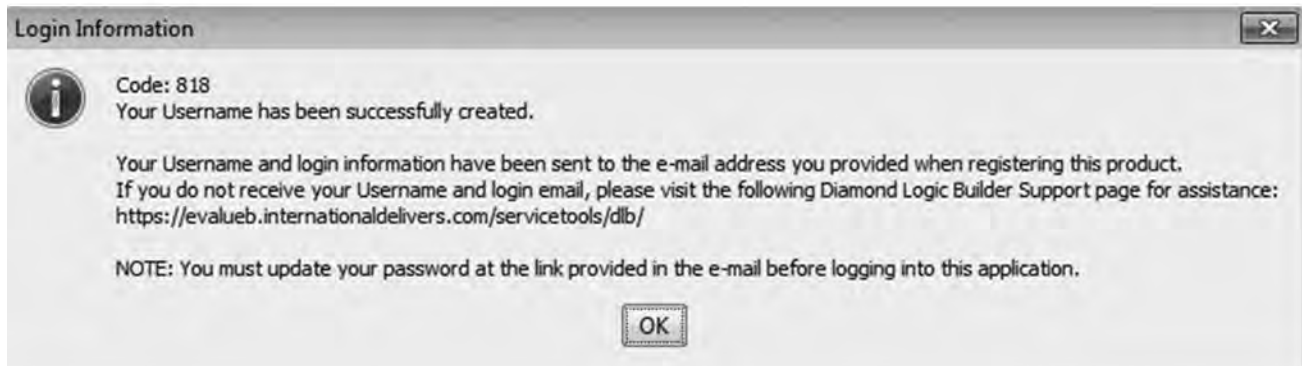 Login Information
Code: 818
Your Username has been successfully created.
Your Username and login information have been sent to the e-mail address you provided when registering this product.
If you do not receive your Username and login email, please visit the following Diamond Logic Builder Support page for assistance:
https://evalueb.internationaldelivers.com/servicetools/dlb/
NOTE: You must update your password at the link provided in the e-mail before logging into this application.
OK